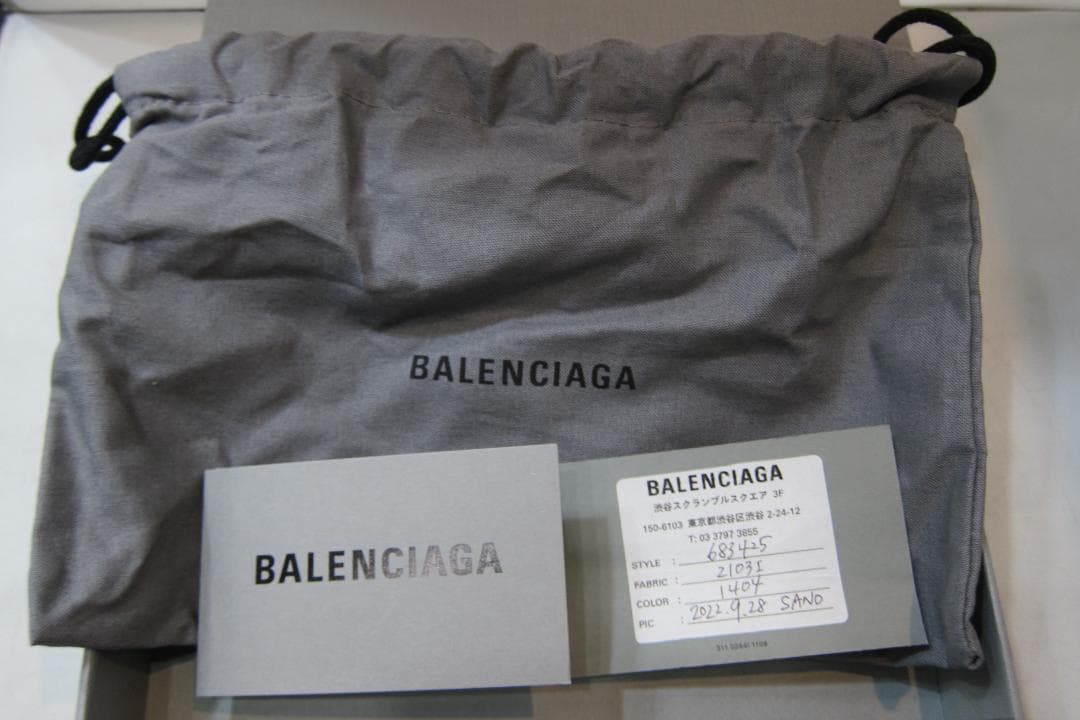 BALENCIAGA
BALENCIAGA
BALENCIAGA
渋谷スクランブルスクエア 3F
150-6103 東京都渋谷区渋谷 2-24-12
T: 03 3797 3855
STYLE : 683425
FABRIC : 2103I
COLOR : 1404
PIC : 2022.9.28 SANO